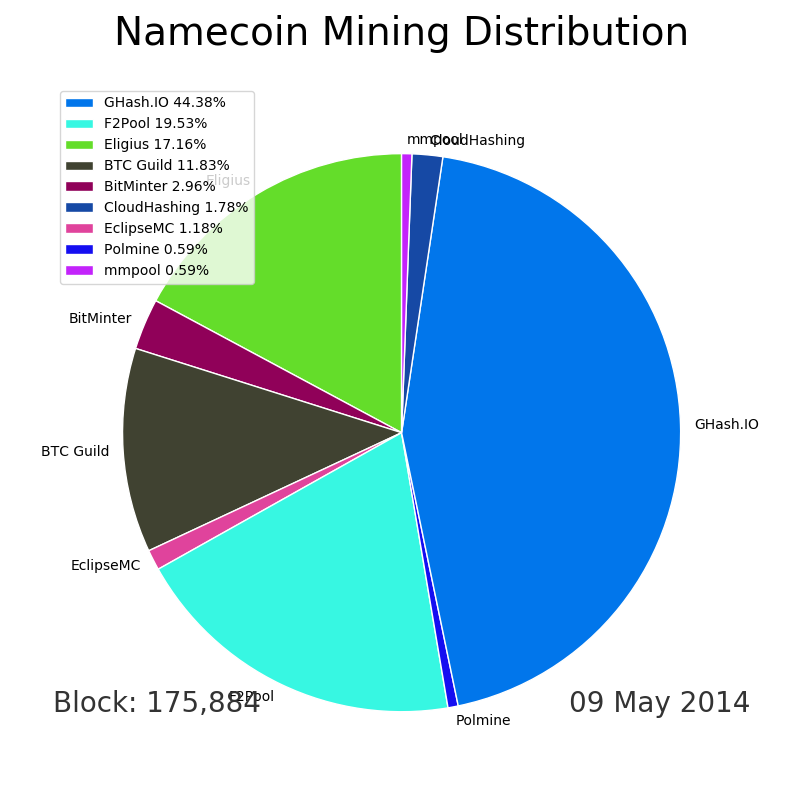 Namecoin Mining Distribution
GHash.IO 44.38%
F2Pool 19.53%
Eligius 17.16%
BTC Guild 11.83%
BitMinter 2.96%
CloudHashing 1.78%
EclipseMC 1.18%
Polmine 0.59%
mmpool 0.59%
mmpool
CloudHashing
Eligius
BitMinter
GHash.IO
BTC Guild
EclipseMC
F2Pool
Block: 175,884
09 May 2014
Polmine